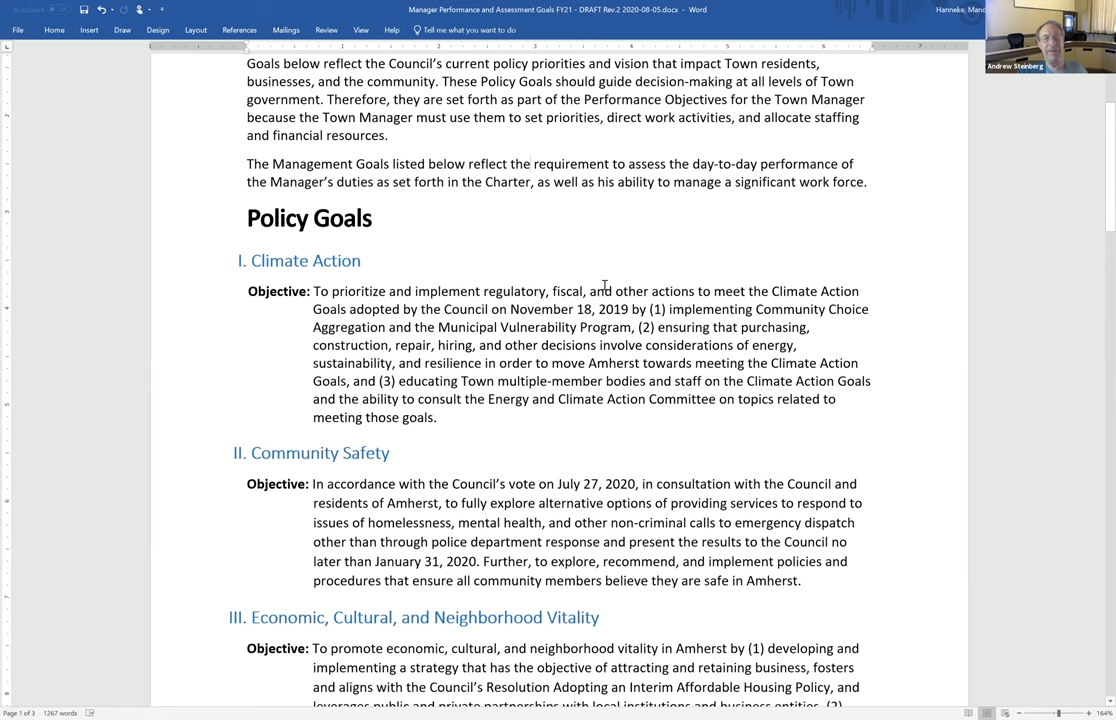 AutoSave Off
Manager Performance and Assessment Goals FY21 - DRAFT Rev.2 2020-08-05.docx - Word
Hanneke, Mand
File Home Insert Draw Design Layout References Mailings Review View Help Tell me what you want to do
Andrew Steinberg
Goals below reflect the Council's current policy priorities and vision that impact Town residents,
businesses, and the community. These Policy Goals should guide decision-making at all levels of Town
government. Therefore, they are set forth as part of the Performance Objectives for the Town Manager
because the Town Manager must use them to set priorities, direct work activities, and allocate staffing
and financial resources.
The Management Goals listed below reflect the requirement to assess the day-to-day performance of
the Manager's duties as set forth in the Charter, as well as his ability to manage a significant work force.
Policy Goals
I. Climate Action
Objective: To prioritize and implement regulatory, fiscal, and other actions to meet the Climate Action
Goals adopted by the Council on November 18, 2019 by (1) implementing Community Choice
Aggregation and the Municipal Vulnerability Program, (2) ensuring that purchasing,
construction, repair, hiring, and other decisions involve considerations of energy,
sustainability, and resilience in order to move Amherst towards meeting the Climate Action
Goals, and (3) educating Town multiple-member bodies and staff on the Climate Action Goals
and the ability to consult the Energy and Climate Action Committee on topics related to
meeting those goals.
II. Community Safety
Objective: In accordance with the Council's vote on July 27, 2020, in consultation with the Council and
residents of Amherst, to fully explore alternative options of providing services to respond to
issues of homelessness, mental health, and other non-criminal calls to emergency dispatch
other than through police department response and present the results to the Council no
later than January 31, 2020. Further, to explore, recommend, and implement policies and
procedures that ensure all community members believe they are safe in Amherst.
III. Economic, Cultural, and Neighborhood Vitality
Objective: To promote economic, cultural, and neighborhood vitality in Amherst by (1) developing and
implementing a strategy that has the objective of attracting and retaining business, fosters
and aligns with the Council's Resolution Adopting an Interim Affordable Housing Policy, and
leverages public and private partnerships with local institutions and business entities, (2)
Page 1 of 3 1267 words 164%